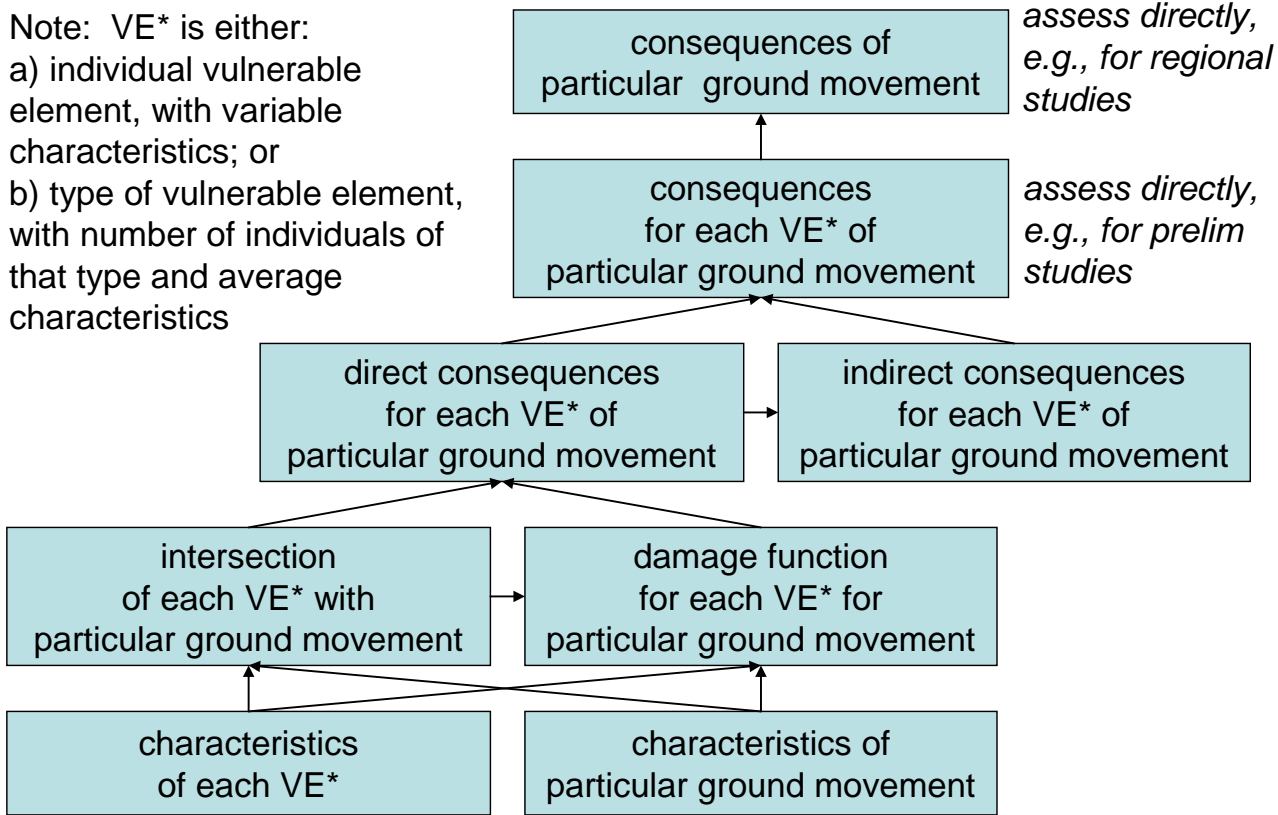 Note: VE* is either:
a) individual vulnerable
element, with variable
characteristics; or
b) type of vulnerable element,
with number of individuals of
that type and average
characteristics
consequences of
particular ground movement
assess directly,
e.g., for regional
studies
consequences
for each VE* of
particular ground movement
assess directly,
e.g., for prelim
studies
direct consequences
for each VE* of
particular ground movement
indirect consequences
for each VE* of
particular ground movement
intersection
of each VE* with
particular ground movement
damage function
for each VE* for
particular ground movement
characteristics
of each VE*
characteristics of
particular ground movement